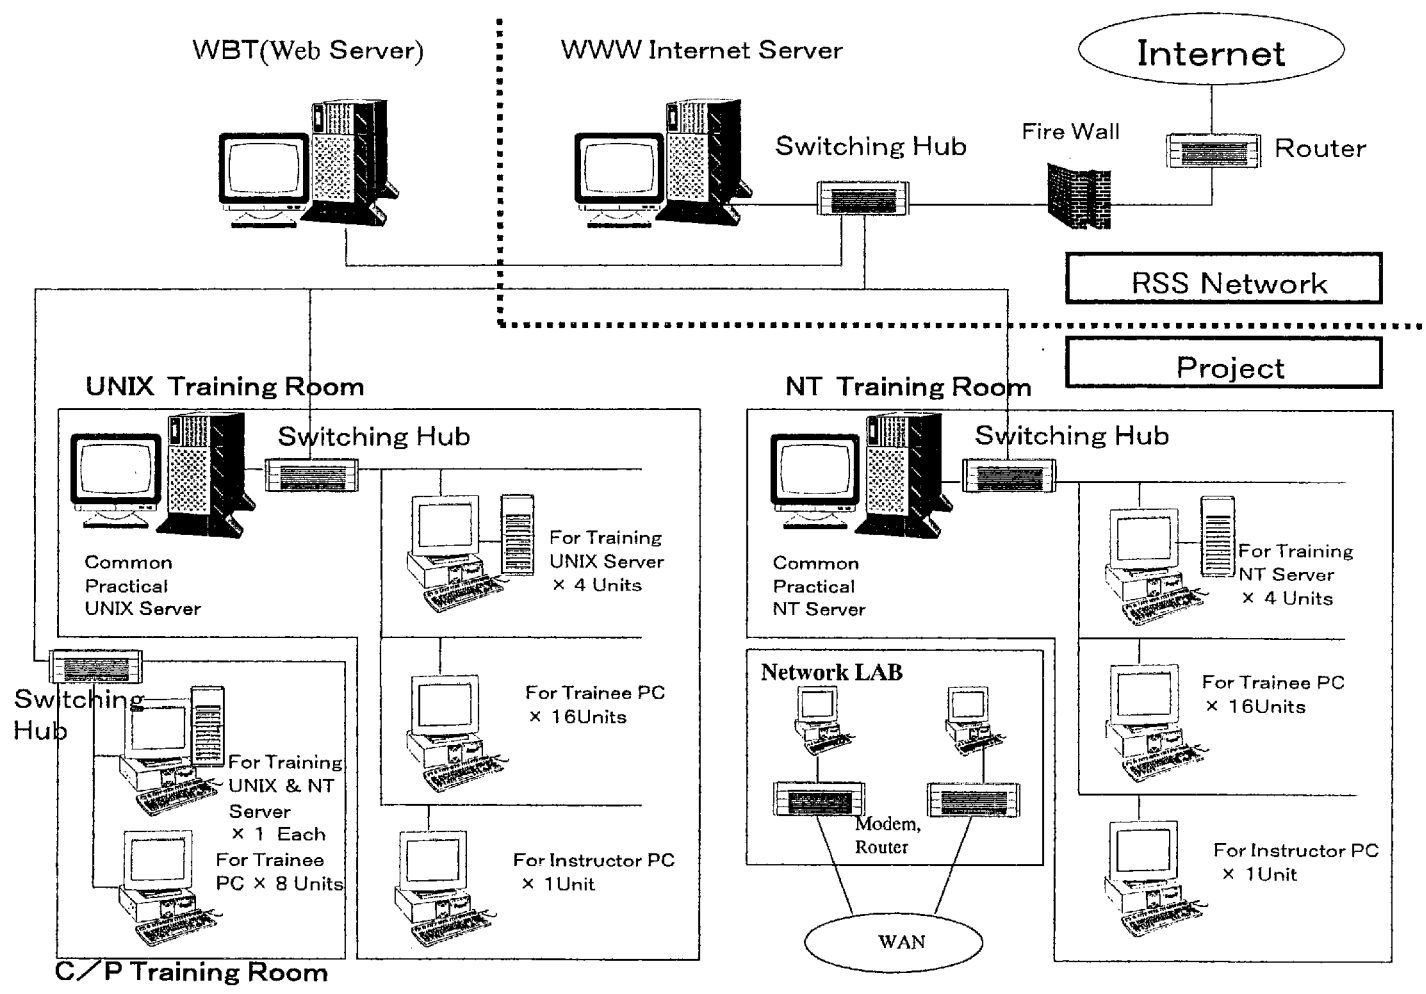 WBT(Web Server)
WWW Internet Server
Internet
Switching Hub
Fire Wall
Router
RSS Network
Project
UNIX Training Room
Switching Hub
Common
Practical
UNIX Server
For Training
UNIX Server
× 4 Units
For Trainee PC
× 16Units
For Instructor PC
× 1Unit
NT Training Room
Switching Hub
Common
Practical
NT Server
For Training
NT Server
× 4 Units
For Trainee PC
× 16Units
For Instructor PC
× 1Unit
Network LAB
Modem,
Router
WAN
Switching
Hub
For Training
UNIX & NT
Server
× 1 Each
For Trainee
PC × 8 Units
C/P Training Room